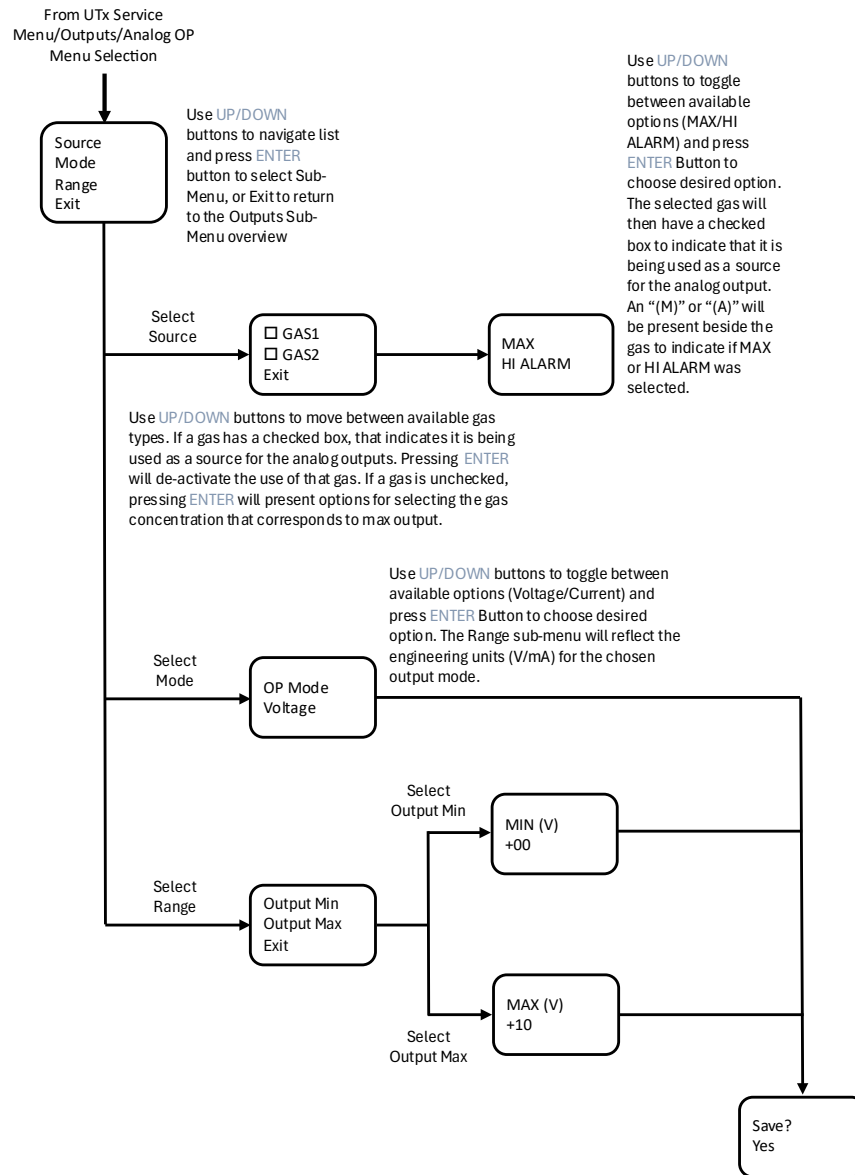 From UTx Service
Menu/Outputs/Analog OP
Menu Selection
Source
Mode
Range
Exit
Use UP/DOWN
buttons to navigate list
and press ENTER
button to select Sub-
Menu, or Exit to return
to the Outputs Sub-
Menu overview
Use UP/DOWN
buttons to toggle
between available
options (MAX/HI
ALARM) and press
ENTER Button to
choose desired option.
The selected gas will
then have a checked
box to indicate that it is
being used as a source
for the analog output.
An “(M)” or “(A)” will
be present beside the
gas to indicate if MAX
or HI ALARM was
selected.
Select
Source
☐ GAS1
☐ GAS2
Exit
MAX
HI ALARM
Use UP/DOWN buttons to move between available gas
types. If a gas has a checked box, that indicates it is being
used as a source for the analog outputs. Pressing ENTER
will de-activate the use of that gas. If a gas is unchecked,
pressing ENTER will present options for selecting the gas
concentration that corresponds to max output.
Use UP/DOWN buttons to toggle between
available options (Voltage/Current) and
press ENTER Button to choose desired
option. The Range sub-menu will reflect the
engineering units (V/mA) for the chosen
output mode.
Select
Mode
OP Mode
Voltage
Select
Output Min
MIN (V)
+00
Select
Range
Output Min
Output Max
Exit
MAX (V)
+10
Select
Output Max
Save?
Yes